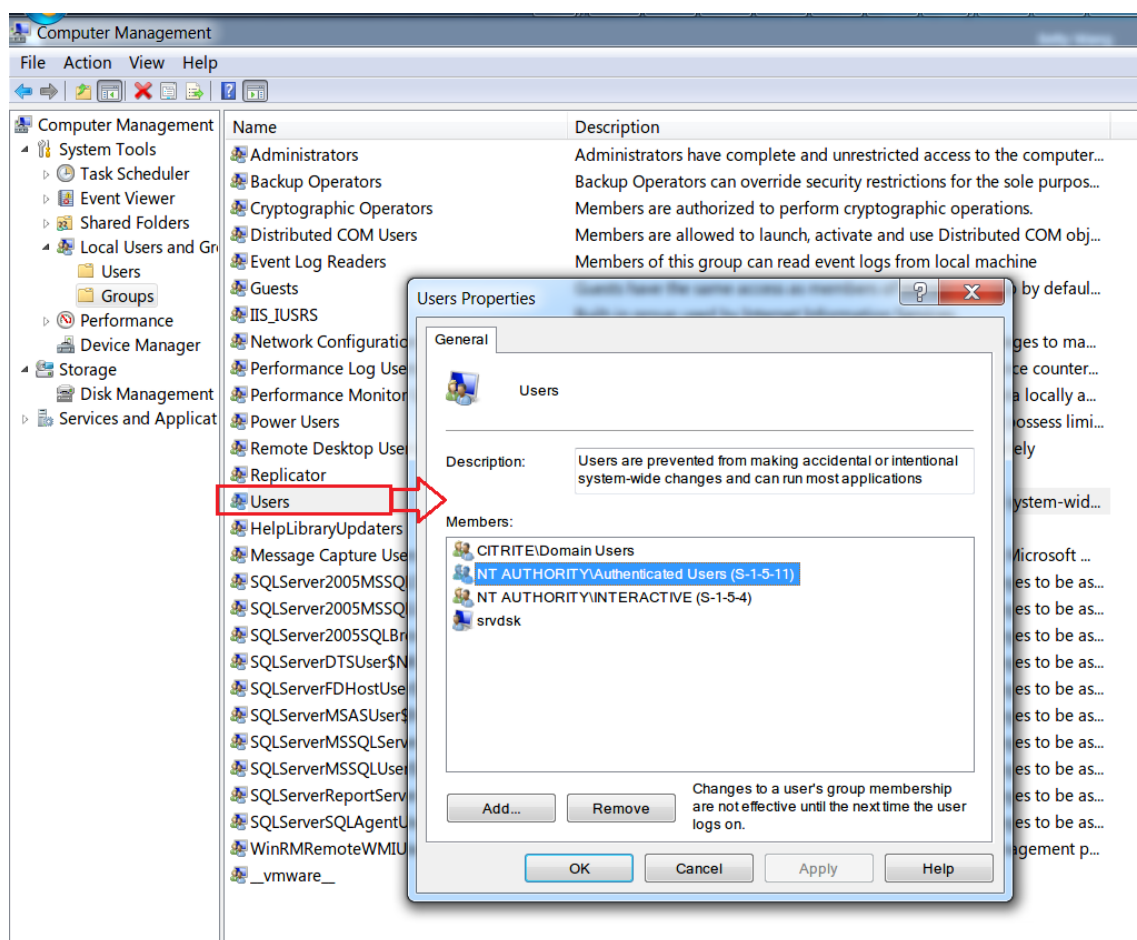 Computer Management
File Action View Help
Computer Management
System Tools
Task Scheduler
Event Viewer
Shared Folders
Local Users and Gr
Users
Groups
Performance
Device Manager
Storage
Disk Management
Services and Applicat
Name Description
Administrators Administrators have complete and unrestricted access to the computer...
Backup Operators Backup Operators can override security restrictions for the sole purpos...
Cryptographic Operators Members are authorized to perform cryptographic operations.
Distributed COM Users Members are allowed to launch, activate and use Distributed COM obj...
Event Log Readers Members of this group can read event logs from local machine
Guests by defaul...
IIS_IUSRS
Network Configuratio ges to ma...
Performance Log Use ce counter...
Performance Monitor a locally a...
Power Users ossess limi...
Remote Desktop Use ely
Replicator
Users ystem-wid...
HelpLibraryUpdaters
Message Capture Use Microsoft ...
SQLServer2005MSSQ es to be as...
SQLServer2005MSSQ es to be as...
SQLServer2005SQLBr es to be as...
SQLServerDTSUser$N es to be as...
SQLServerFDHostUse es to be as...
SQLServerMSASUser$ es to be as...
SQLServerMSSQLServ es to be as...
SQLServerMSSQLUser es to be as...
SQLServerReportServ es to be as...
SQLServerSQLAgentU es to be as...
WinRMRemoteWMIU agement p...
__vmware__
Users Properties
General
Users
Description: Users are prevented from making accidental or intentional
system-wide changes and can run most applications
Members:
CITRITE\Domain Users
NT AUTHORITY\Authenticated Users (S-1-5-11)
NT AUTHORITY\INTERACTIVE (S-1-5-4)
srvdsk
Add... Remove
Changes to a user's group membership
are not effective until the next time the user
logs on.
OK Cancel Apply Help